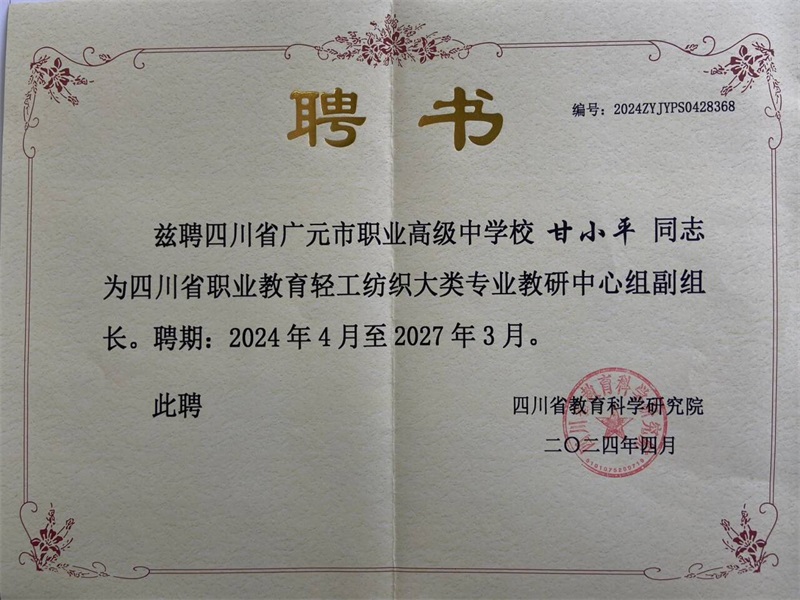 聘书
编号：2024ZYJYPS0428368
兹聘四川省广元市职业高级中学校 甘小平 同志
为四川省职业教育轻工纺织大类专业教研中心组副组
长。聘期：2024年4月至2027年3月。
此聘
四川省教育科学研究院
二〇二四年四月